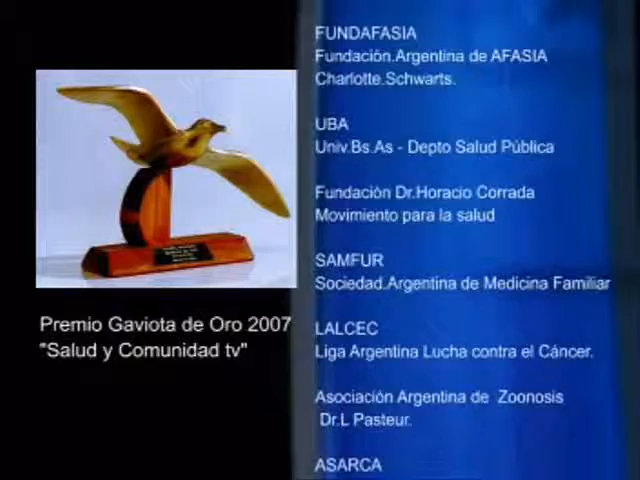 Premio Gaviota de Oro 2007
"Salud y Comunidad tv"
FUNDAFASIA
Fundación.Argentina de AFASIA
Charlotte.Schwarts.
UBA
Univ.Bs.As - Depto Salud Pública
Fundación Dr.Horacio Corrada
Movimiento para la salud
SAMFUR
Sociedad.Argentina de Medicina Familiar
LALCEC
Liga Argentina Lucha contra el Cáncer.
Asociación Argentina de Zoonosis
Dr.L Pasteur.
ASARCA